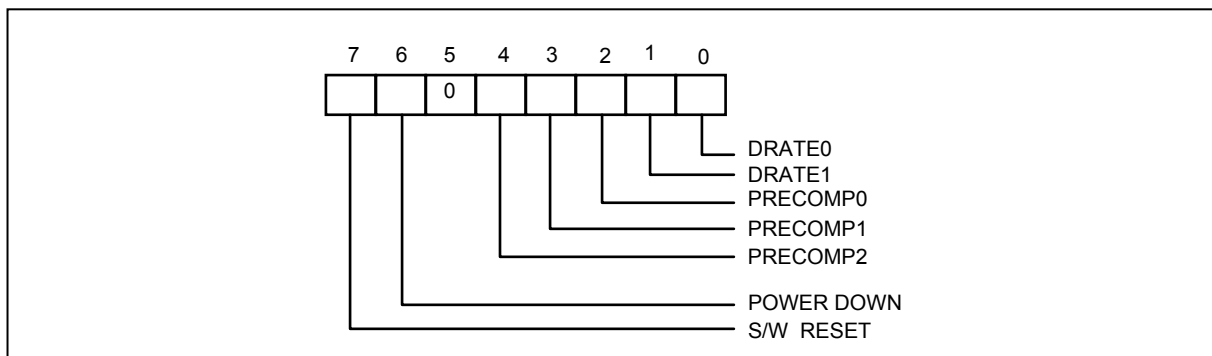 7 6 5 4 3 2 1 0
0
DRATE0
DRATE1
PRECOMP0
PRECOMP1
PRECOMP2
POWER DOWN
S/W RESET